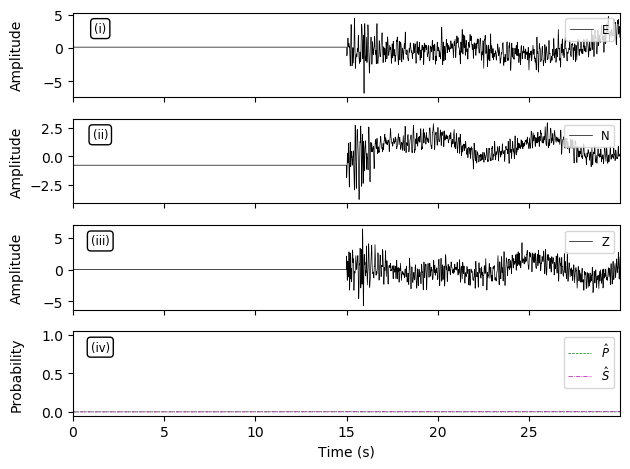 (i)
E
5
0
−5
Amplitude
(ii)
N
2.5
0.0
−2.5
Amplitude
(iii)
Z
5
0
−5
Amplitude
(iv)
P̂
Ŝ
1.0
0.5
0.0
Probability
0 5 10 15 20 25
Time (s)